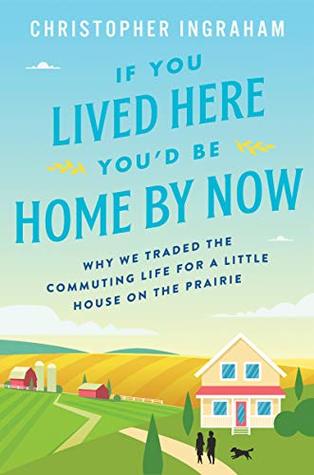 CHRISTOPHER INGRAHAM
IF YOU
LIVED HERE
YOU'D BE
HOME BY NOW
WHY WE TRADED THE
COMMUTING LIFE FOR A LITTLE
HOUSE ON THE PRAIRIE